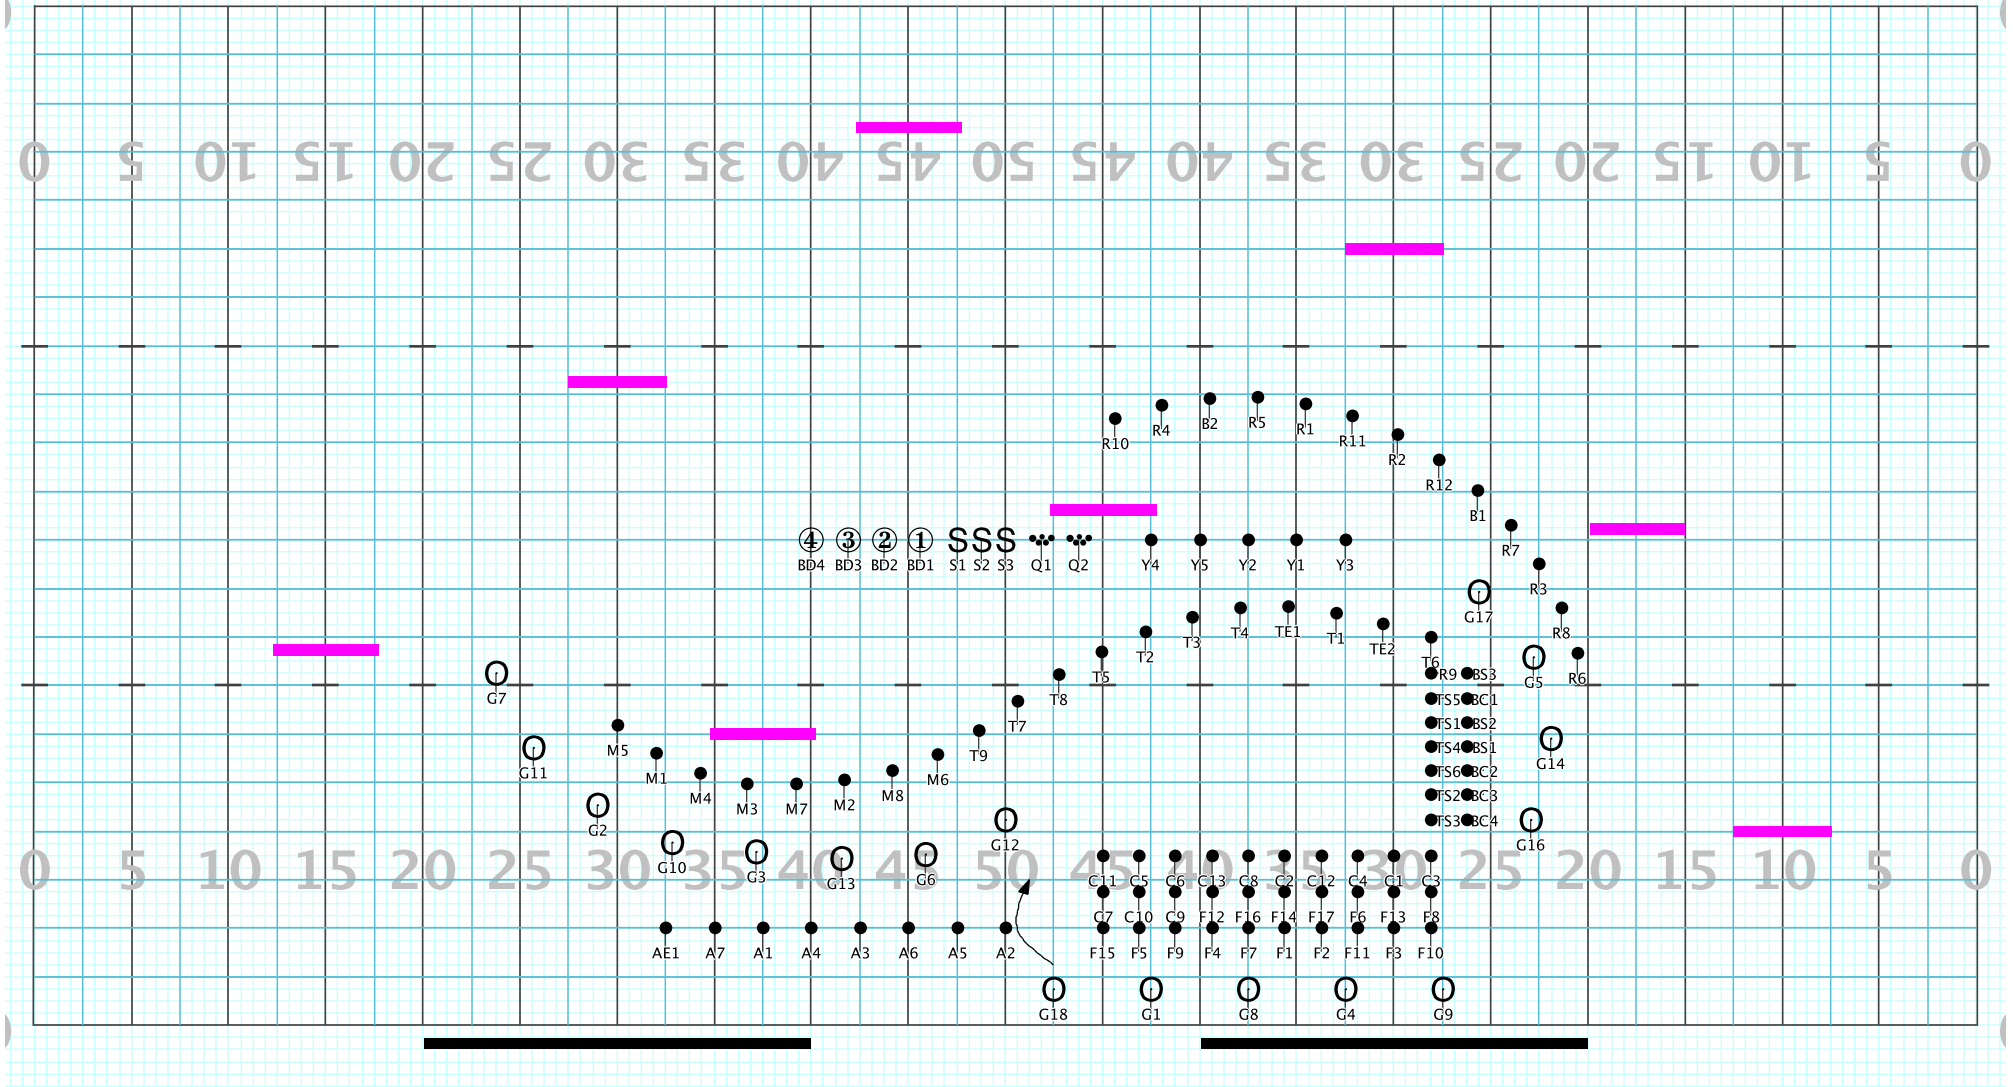 0 5 10 15 20 25 30 35 40 45 50 45 40 35 30 25 20 15 10 5 0
R10 R4 B2 R5 R1 R11 R2
R12
B1
④ ③ ② ① S S S
R7
BD4 BD3 BD2 BD1 S1 S2 S3 Q1 Q2 Y4 Y5 Y2 Y1 Y3
R3
G17
T2 T3 T4 TE1 T1 TE2 T6 R8
T5
R9 BS3
G7 T8 G5 R6
TS5 BC1
T7
TS1 BS2
M5 T9 TS4 BS1
G11 M1 M6 G14
TS6 BC2
M4 M3 M7 M2 M8 TS2 BC3
G2 TS3 BC4
G12 G16
G10 G3 G13 G6
0 5 10 15 20 25 30 35 40 45 50 45 40 35 30 25 20 15 10 5 0
C11 C5 C6 C13 C8 C2 C12 C4 C1 C3
C7 C10 C9 F12 F16 F14 F17 F6 F13 F8
AE1 A7 A1 A4 A3 A6 A5 A2 F15 F5 F9 F4 F7 F1 F2 F11 F3 F10
G18 G1 G8 G4 G9